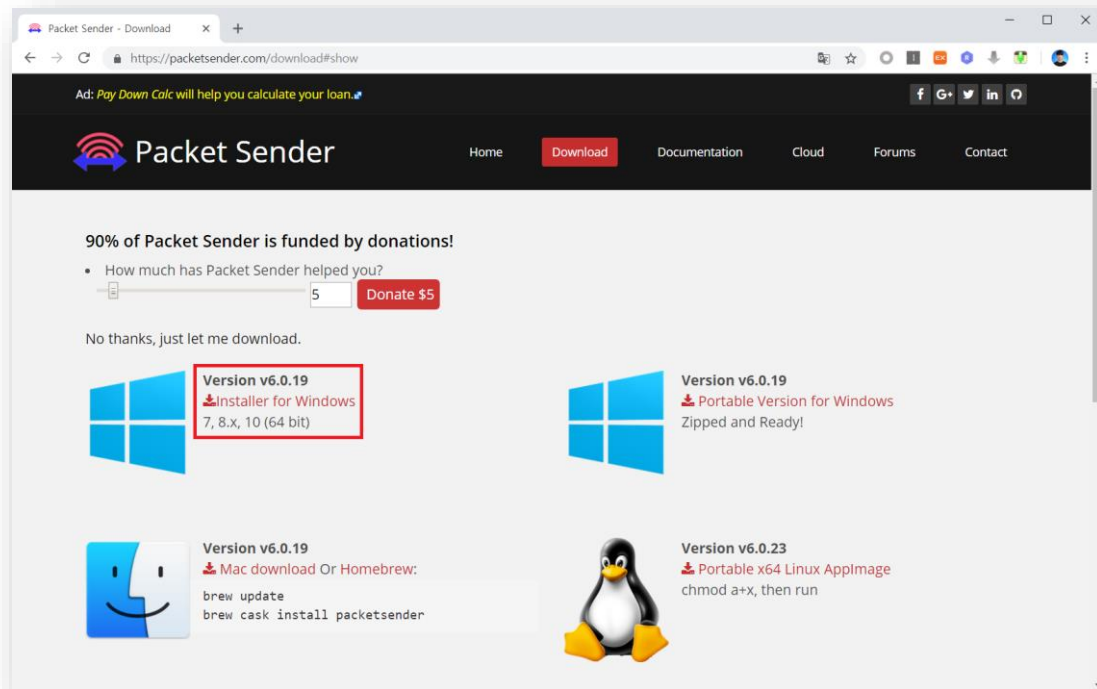 Packet Sender - Download
https://packetsender.com/download#show
Ad: Pay Down Calc will help you calculate your loan.
Packet Sender
Home
Download
Documentation
Cloud
Forums
Contact
90% of Packet Sender is funded by donations!
How much has Packet Sender helped you?
5
Donate $5
No thanks, just let me download.
Version v6.0.19
Installer for Windows
7, 8.x, 10 (64 bit)
Version v6.0.19
Portable Version for Windows
Zipped and Ready!
Version v6.0.19
Mac download Or Homebrew:
brew update
brew cask install packetsender
Version v6.0.23
Portable x64 Linux AppImage
chmod a+x, then run